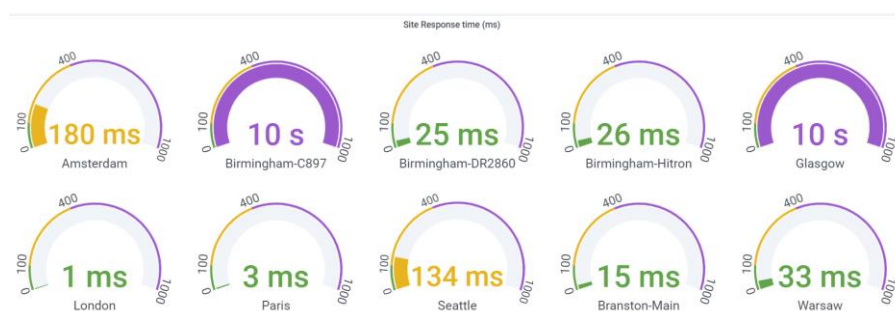 Site Response time (ms)
0 100 400 1000
180 ms
Amsterdam
0 100 400 1000
10 s
Birmingham-C897
0 100 400 1000
25 ms
Birmingham-DR2860
0 100 400 1000
26 ms
Birmingham-Hitron
0 100 400 1000
10 s
Glasgow
0 100 400 1000
1 ms
London
0 100 400 1000
3 ms
Paris
0 100 400 1000
134 ms
Seattle
0 100 400 1000
15 ms
Branston-Main
0 100 400 1000
33 ms
Warsaw